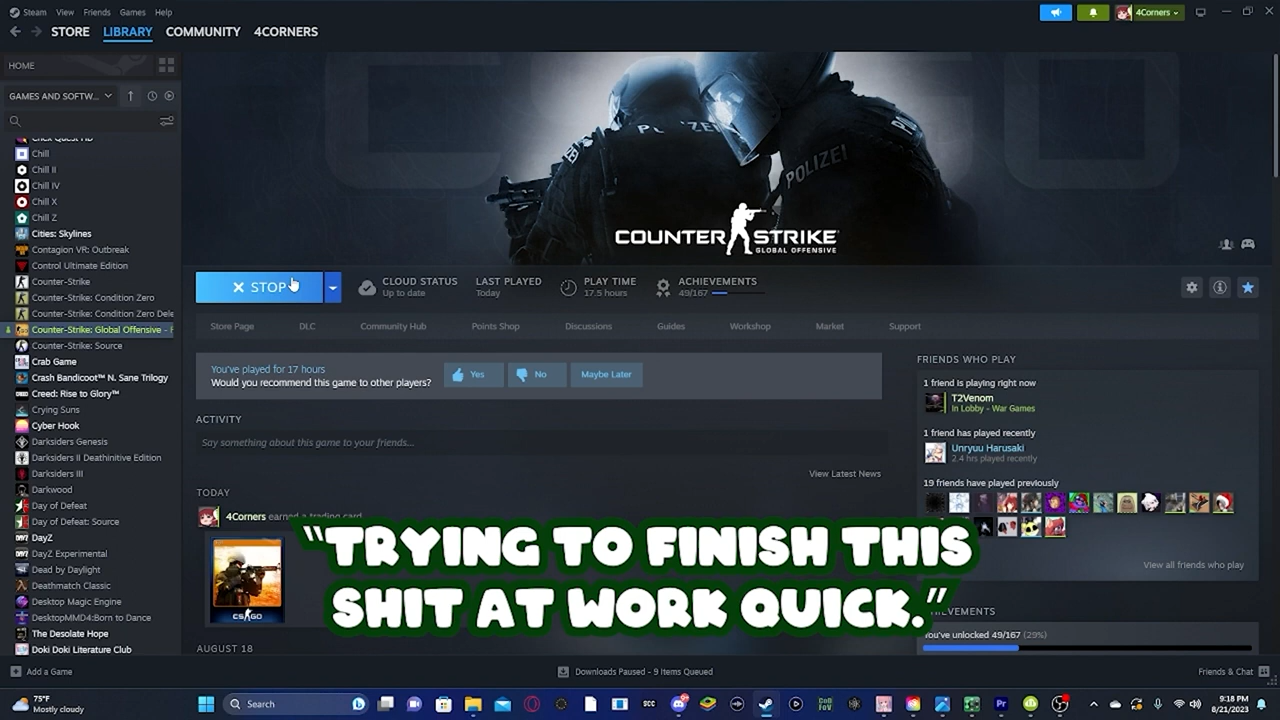 Steam View Friends Games Help
4Corners
STORE LIBRARY COMMUNITY 4CORNERS
HOME
GAMES AND SOFTW...
Chill
Chill II
Chill IV
Chill X
Chill Z
Cities: Skylines
Contagion VR: Outbreak
Control Ultimate Edition
Counter-Strike
Counter-Strike: Condition Zero
Counter-Strike: Condition Zero Dele
Counter-Strike: Global Offensive -
Counter-Strike: Source
Crab Game
Crash Bandicoot™ N. Sane Trilogy
Creed: Rise to Glory™
Crying Suns
Cyber Hook
Darksiders Genesis
Darksiders II Deathinitive Edition
Darksiders III
Darkwood
Day of Defeat
Day of Defeat: Source
DayZ
DayZ Experimental
Dead by Daylight
Deathmatch Classic
Desktop Magic Engine
DesktopMMD4:Born to Dance
The Desolate Hope
Doki Doki Literature Club
POLIZEI
POLIZEI
COUNTER STRIKE
GLOBAL OFFENSIVE
STOP
CLOUD STATUS
Up to date
LAST PLAYED
Today
PLAY TIME
17.5 hours
ACHIEVEMENTS
49/167
Store Page DLC Community Hub Points Shop Discussions Guides Workshop Market Support
You've played for 17 hours
Would you recommend this game to other players?
Yes
No
Maybe Later
ACTIVITY
Say something about this game to your friends...
View Latest News
TODAY
4Corners earned a trading card
CS:GO
AUGUST 18
FRIENDS WHO PLAY
1 friend is playing right now
T2Venom
In Lobby - War Games
1 friend has played recently
Unryuu Harusaki
2.4 hrs played recently
19 friends have played previously
View all friends who play
You've unlocked 49/167 (29%)
“TRYING TO FINISH THIS
SHIT AT WORK QUICK.”
Add a Game
Downloads Paused - 9 Items Queued
Friends & Chat
75°F
Mostly cloudy
Search
SCC
9:18 PM
8/21/2023